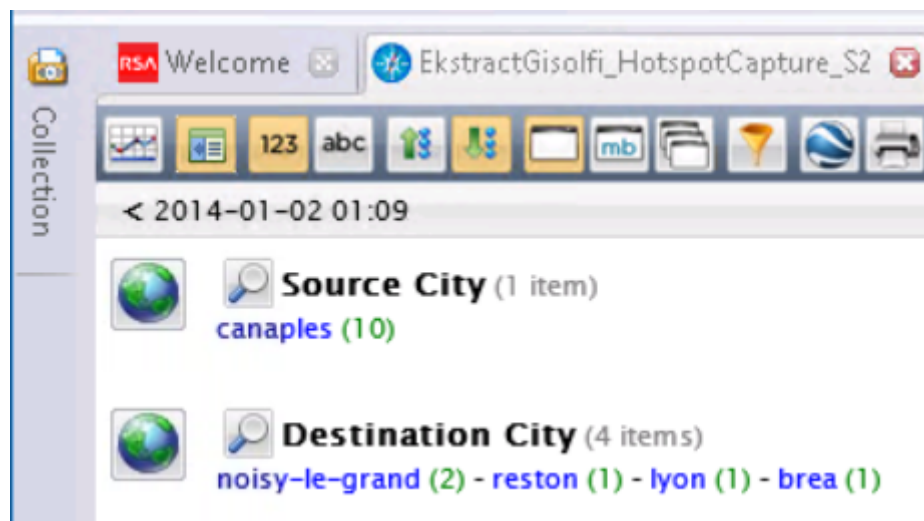 RSA Welcome EkstractGisolfi_HotspotCapture_S2
Collection
123 abc mb
< 2014-01-02 01:09
Source City (1 item)
canaples (10)
Destination City (4 items)
noisy-le-grand (2) - reston (1) - lyon (1) - brea (1)